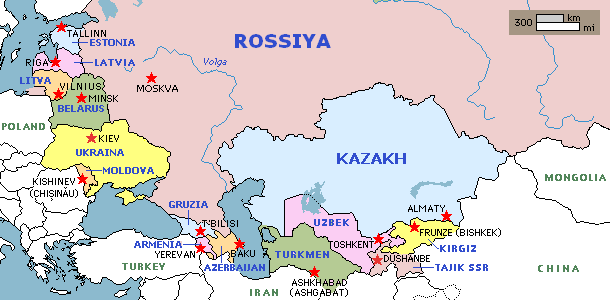 300
km
mi
TALLINN
ESTONIA
ROSSIYA
RIGA
LATVIA
Volga
LITVA
VILNIUS
MOSKVA
MINSK
BELARUS
POLAND
KIEV
UKRAINA
KAZAKH
MOLDOVA
MONGOLIA
KISHINEV
(CHIȘINĂU)
GRUZIA
ALMATY
T'BILISI
UZBEK
FRUNZE (BISHKEK)
ARMENIA
TOSHKENT
KIRGIZ
YEREVAN
BAKU
TURKMEN
DUSHANBE
TURKEY
AZERBAIJAN
TAJIK SSR
CHINA
ASHKHABAD
(ASHGABAT)
IRAN